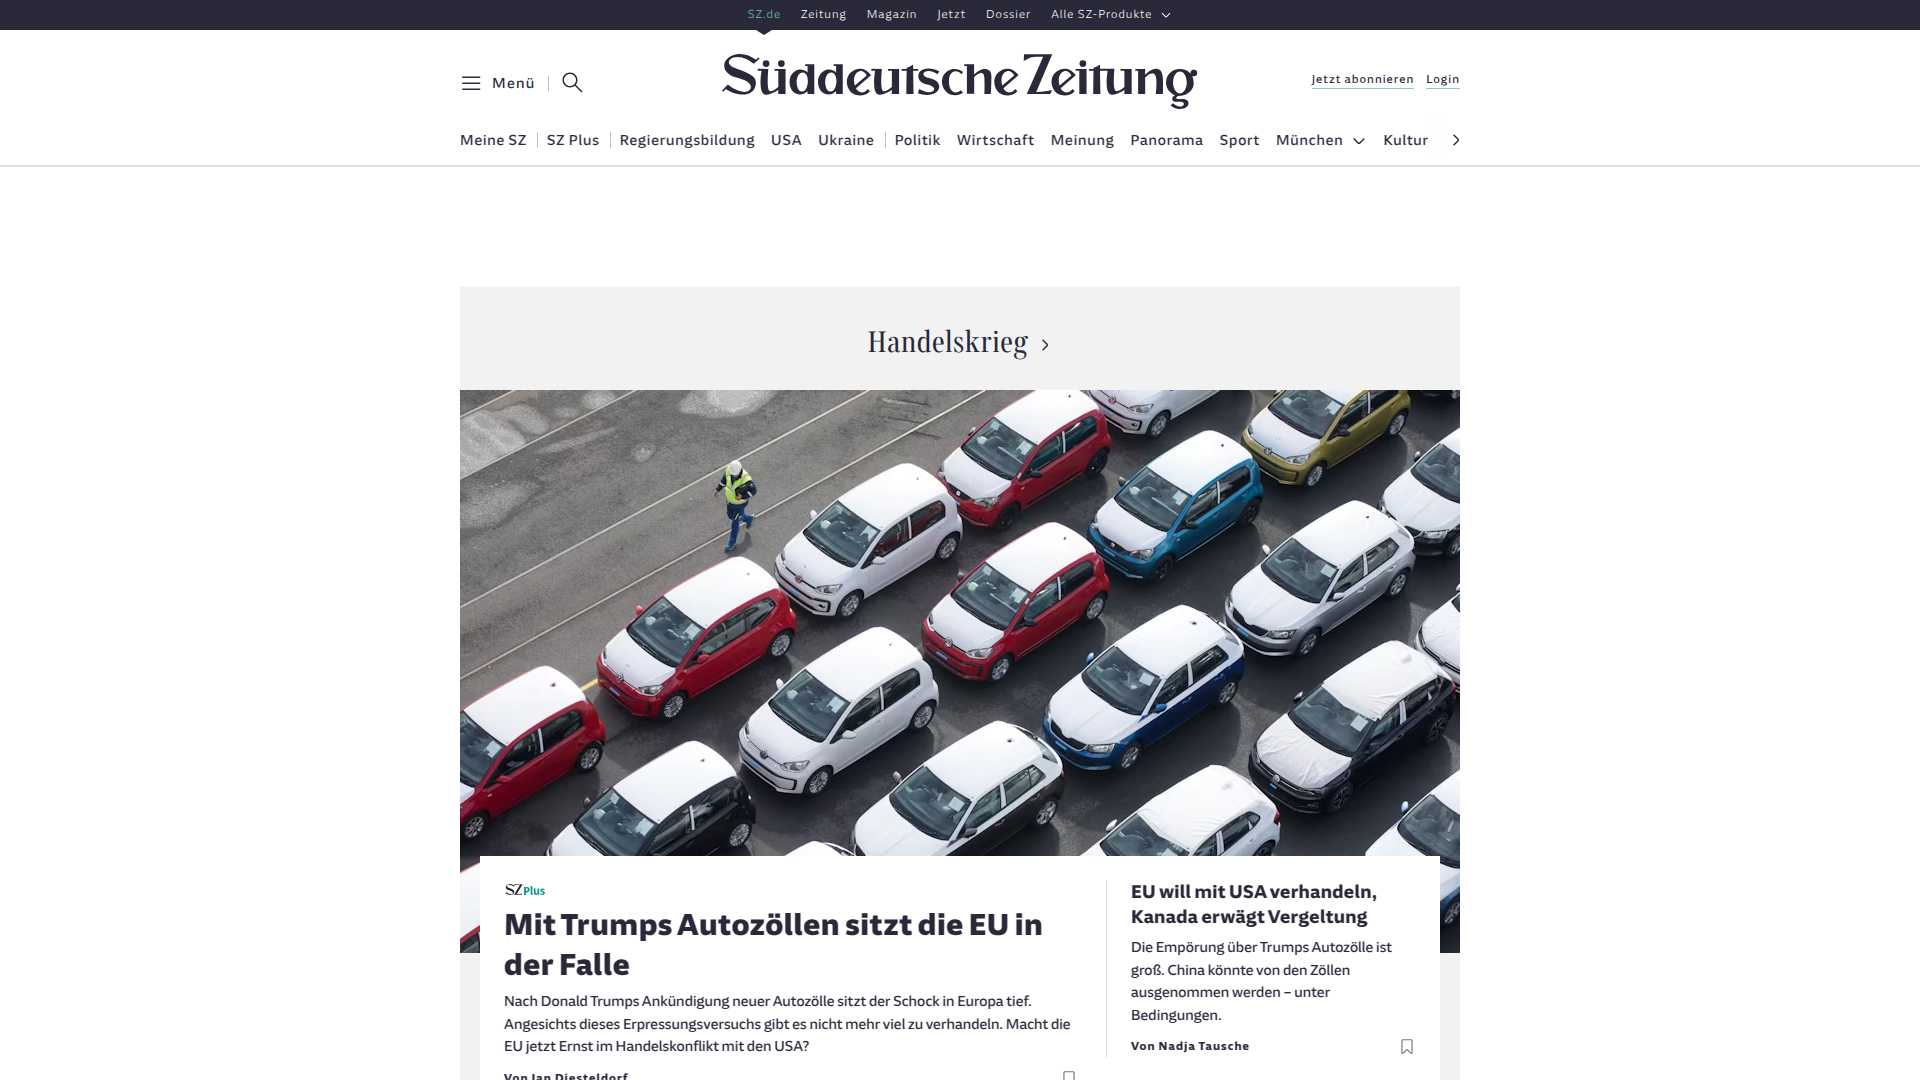 SZ.de Zeitung Magazin Jetzt Dossier Alle SZ-Produkte
Menü
Süddeutsche Zeitung
Jetzt abonnieren Login
Meine SZ SZ Plus Regierungsbildung USA Ukraine Politik Wirtschaft Meinung Panorama Sport München Kultur
Handelskrieg
SZ Plus
Mit Trumps Autozöllen sitzt die EU in
der Falle
Nach Donald Trumps Ankündigung neuer Autozölle sitzt der Schock in Europa tief.
Angesichts dieses Erpressungsversuchs gibt es nicht mehr viel zu verhandeln. Macht die
EU jetzt Ernst im Handelskonflikt mit den USA?
Von Jan Diesteldorf
EU will mit USA verhandeln,
Kanada erwägt Vergeltung
Die Empörung über Trumps Autozölle ist
groß. China könnte von den Zöllen
ausgenommen werden – unter
Bedingungen.
Von Nadja Tausche